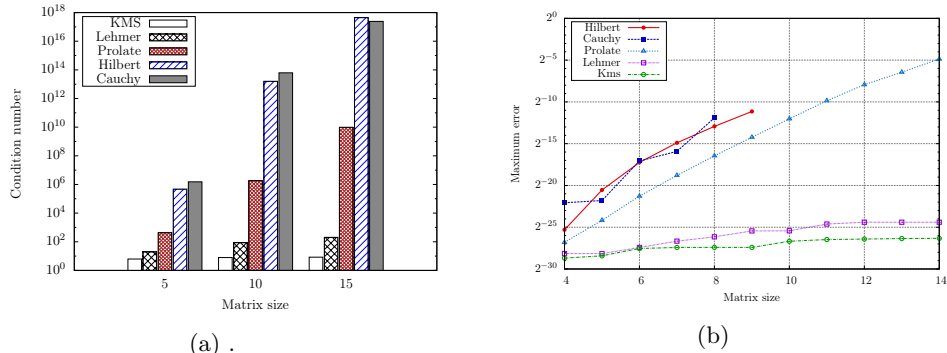 KMS
Lehmer
Prolate
Hilbert
Cauchy
10^18
10^16
10^14
10^12
10^10
10^8
10^6
10^4
10^2
10^0
Condition number
5 10 15
Matrix size
(a) .
Hilbert
Cauchy
Prolate
Lehmer
Kms
2^0
2^-5
2^-10
2^-15
2^-20
2^-25
2^-30
Maximum error
4 6 8 10 12 14
Matrix size
(b)